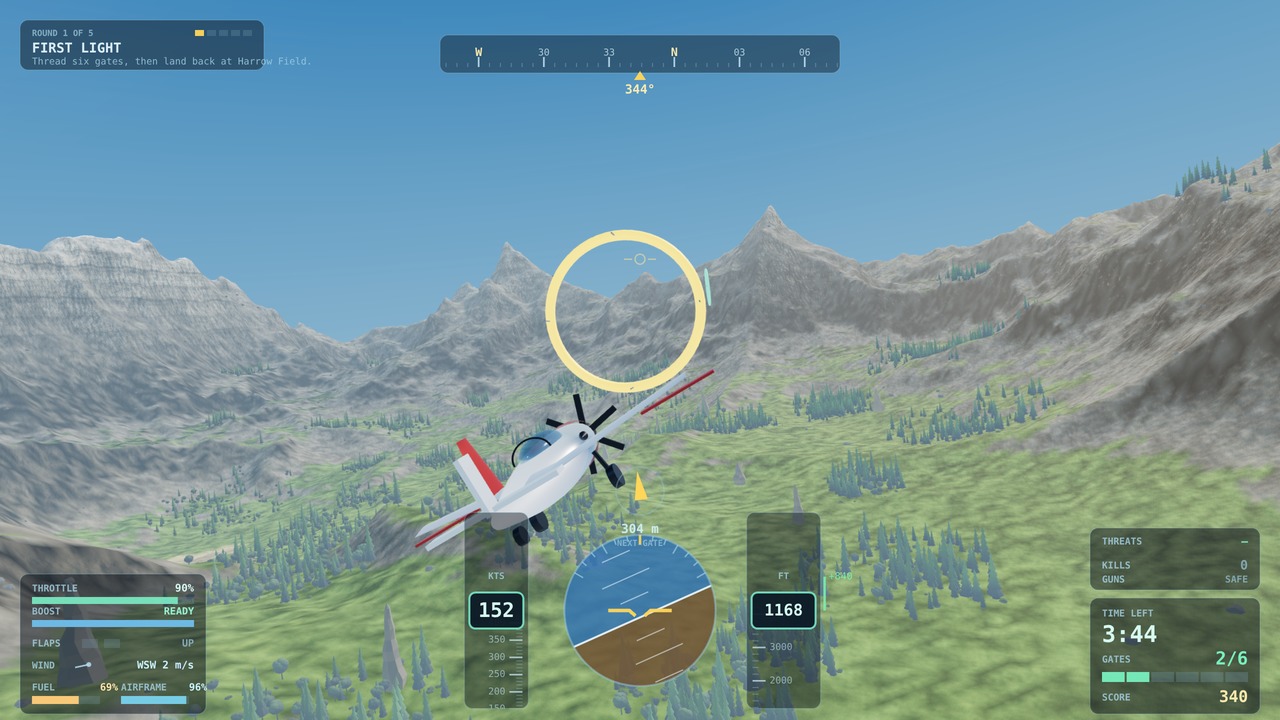 ROUND 1 OF 5
FIRST LIGHT
Thread six gates, then land back at Harrow Field.
W 30 33 N 03 06
344°
304 m
NEXT GATE
KTS
152
350
300
250
200
150
FT
+840
1168
3000
2000
THROTTLE 90%
BOOST READY
FLAPS UP
WIND WSW 2 m/s
FUEL 69% AIRFRAME 96%
THREATS –
KILLS 0
GUNS SAFE
TIME LEFT
3:44
GATES 2/6
SCORE 340